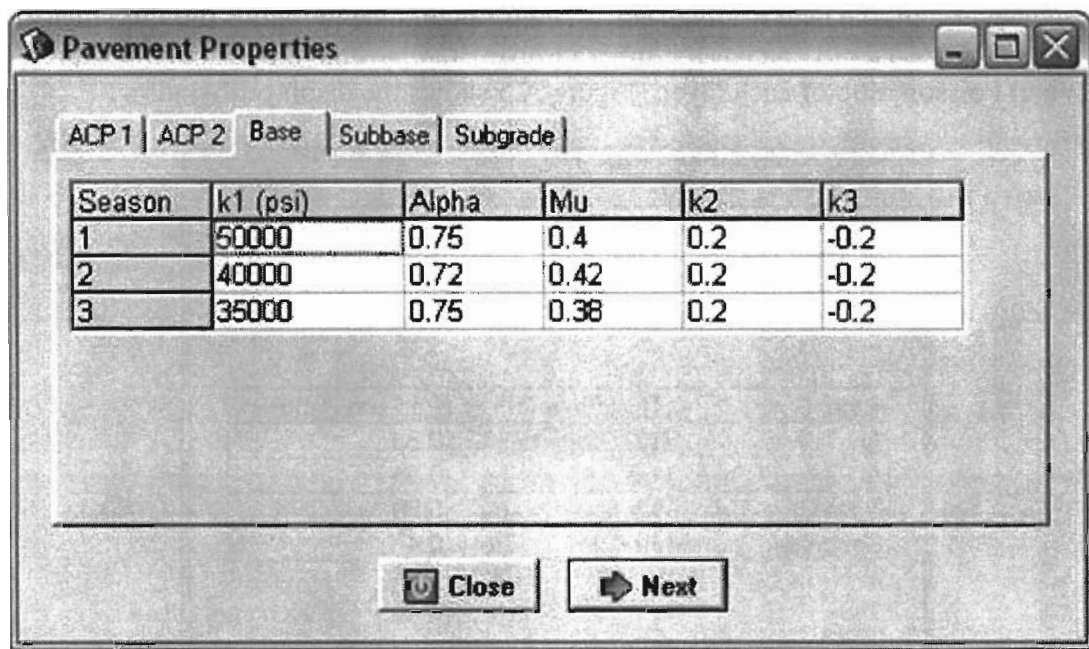 Pavement Properties
ACP 1 ACP 2 Base Subbase Subgrade
Season k1 (psi) Alpha Mu k2 k3
1 50000 0.75 0.4 0.2 -0.2
2 40000 0.72 0.42 0.2 -0.2
3 35000 0.75 0.38 0.2 -0.2
Close Next